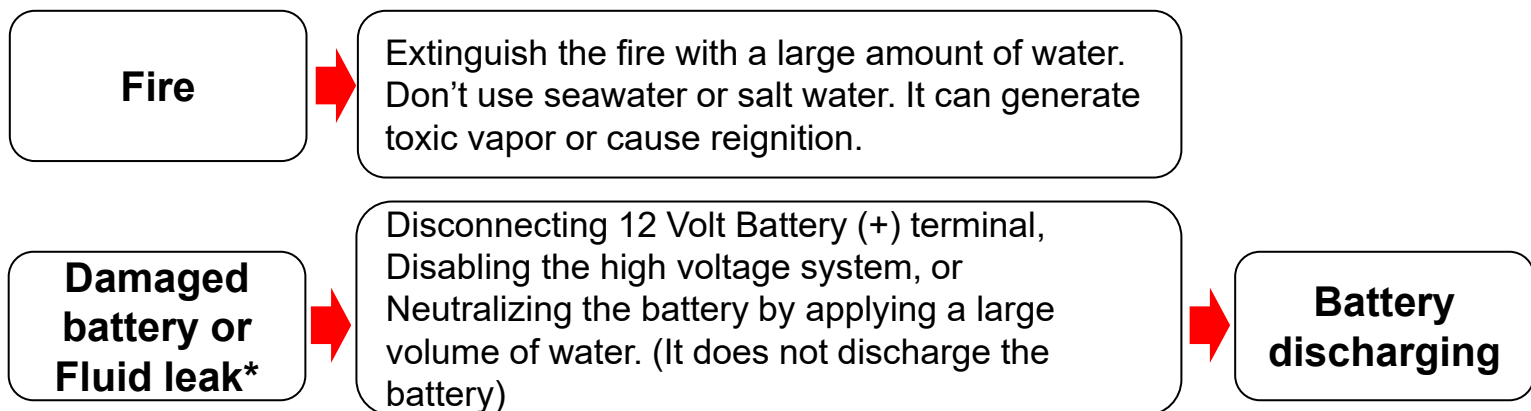 Fire
Extinguish the fire with a large amount of water.
Don’t use seawater or salt water. It can generate
toxic vapor or cause reignition.
Damaged
battery or
Fluid leak*
Disconnecting 12 Volt Battery (+) terminal,
Disabling the high voltage system, or
Neutralizing the battery by applying a large
volume of water. (It does not discharge the
battery)
Battery
discharging